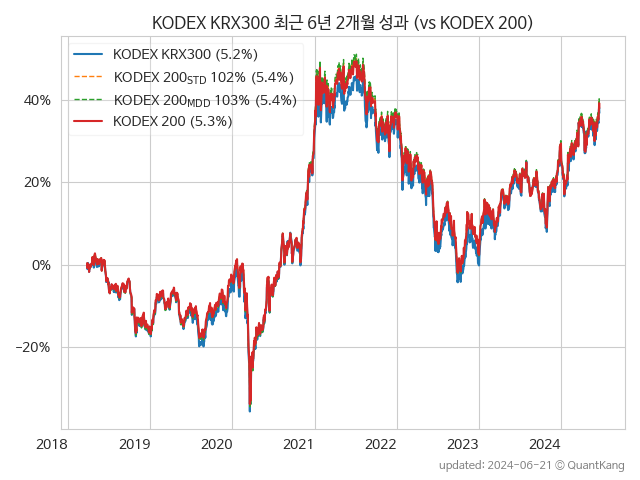 KODEX KRX300 최근 6년 2개월 성과 (vs KODEX 200)
KODEX KRX300 (5.2%)
KODEX 200STD 102% (5.4%)
KODEX 200MDD 103% (5.4%)
KODEX 200 (5.3%)
40%
20%
0%
−20%
2018 2019 2020 2021 2022 2023 2024
updated: 2024-06-21 © QuantKang